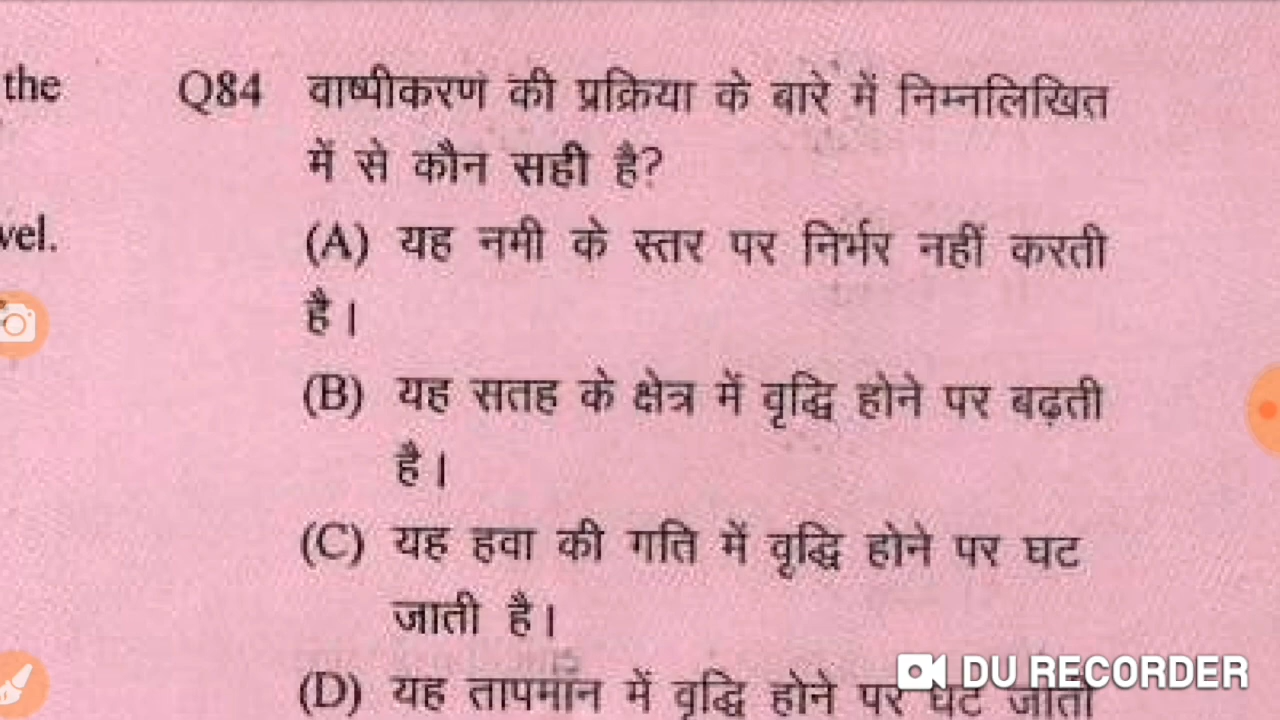 the
Q84 वाष्पीकरण की प्रक्रिया के बारे में निम्नलिखित
में से कौन सही है?
(A) यह नमी के स्तर पर निर्भर नहीं करती
vel.
है।
(B) यह सतह के क्षेत्र में वृद्धि होने पर बढ़ती
है।
(C) यह हवा की गति में वृद्धि होने पर घट
जाती है।
(D) यह तापमान में वृद्धि होने पर घट जाती
DU RECORDER